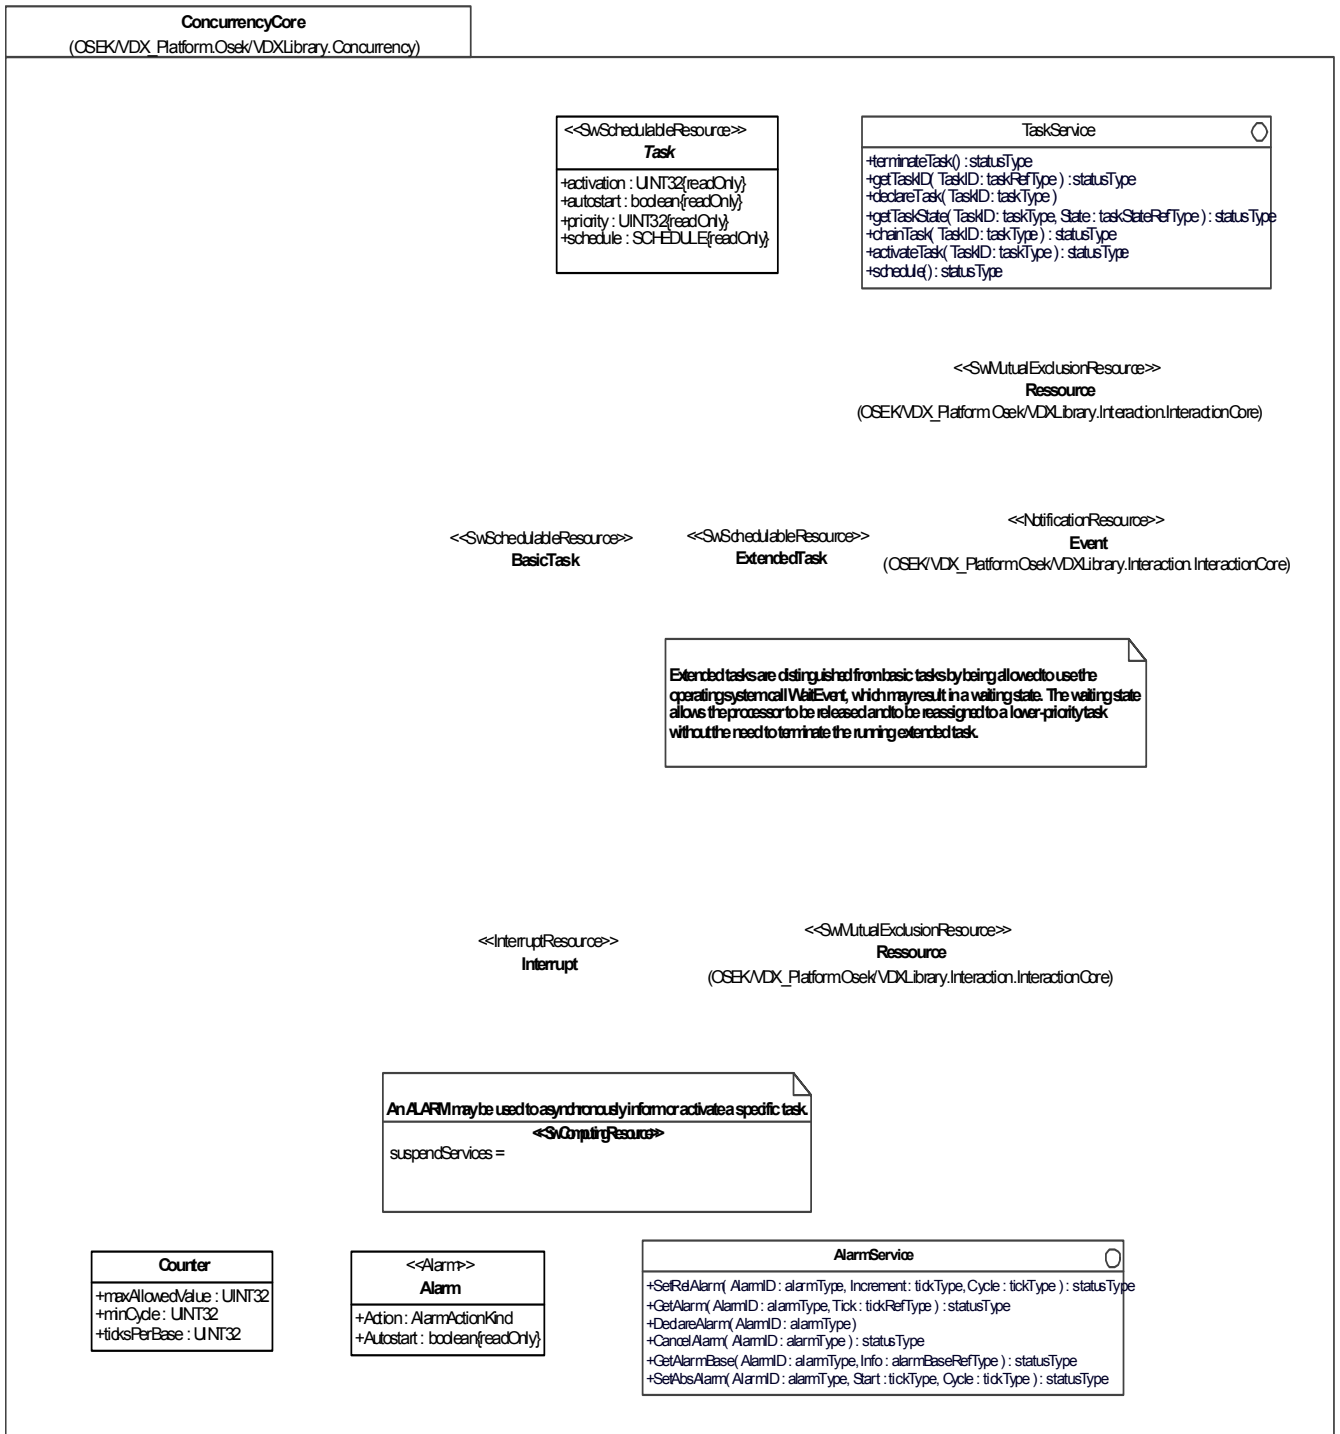 ConcurrencyCore
(OSEK/VDX_Platform.Osek/VDXLibrary.Concurrency)
<<SwSchedulableResource>>
Task
+activation : UINT32{readOnly}
+autostart : boolean{readOnly}
+priority : UINT32{readOnly}
+schedule : SCHEDULE{readOnly}
TaskService
+terminateTask() : statusType
+getTaskID( TaskID : taskRefType ) : statusType
+declareTask( TaskID : taskType )
+getTaskState( TaskID : taskType, State : taskStateRefType ) : statusType
+chainTask( TaskID : taskType ) : statusType
+activateTask( TaskID : taskType ) : statusType
+schedule() : statusType
<<SwMutualExclusionResource>>
Ressource
(OSEK/VDX_Platform.Osek/VDXLibrary.Interaction.InteractionCore)
<<SwSchedulableResource>>
BasicTask
<<SwSchedulableResource>>
ExtendedTask
<<NotificationResource>>
Event
(OSEK/VDX_Platform.Osek/VDXLibrary.Interaction.InteractionCore)
Extended tasks are distinguished from basic tasks by being allowed to use the
operating system call WaitEvent, which may result in a waiting state. The waiting state
allows the processor to be released and to be reassigned to a lower-priority task
without the need to terminate the running extended task.
<<InterruptResource>>
Interrupt
<<SwMutualExclusionResource>>
Ressource
(OSEK/VDX_Platform.Osek/VDXLibrary.Interaction.InteractionCore)
An ALARM may be used to asynchronously inform or activate a specific task.
<<SwComputingResource>>
suspendServices =
Counter
+maxAllowedValue : UINT32
+minCycle : UINT32
+ticksPerBase : UINT32
<<Alarm>>
Alarm
+Action : AlarmActionKind
+Autostart : boolean{readOnly}
AlarmService
+SetRelAlarm( AlarmID : alarmType, Increment : tickType, Cycle : tickType ) : statusType
+GetAlarm( AlarmID : alarmType, Tick : tickRefType ) : statusType
+DeclareAlarm( AlarmID : alarmType)
+CancelAlarm( AlarmID : alarmType ) : statusType
+GetAlarmBase( AlarmID : alarmType, Info : alarmBaseRefType ) : statusType
+SetAbsAlarm( AlarmID : alarmType, Start : tickType, Cycle : tickType ) : statusType